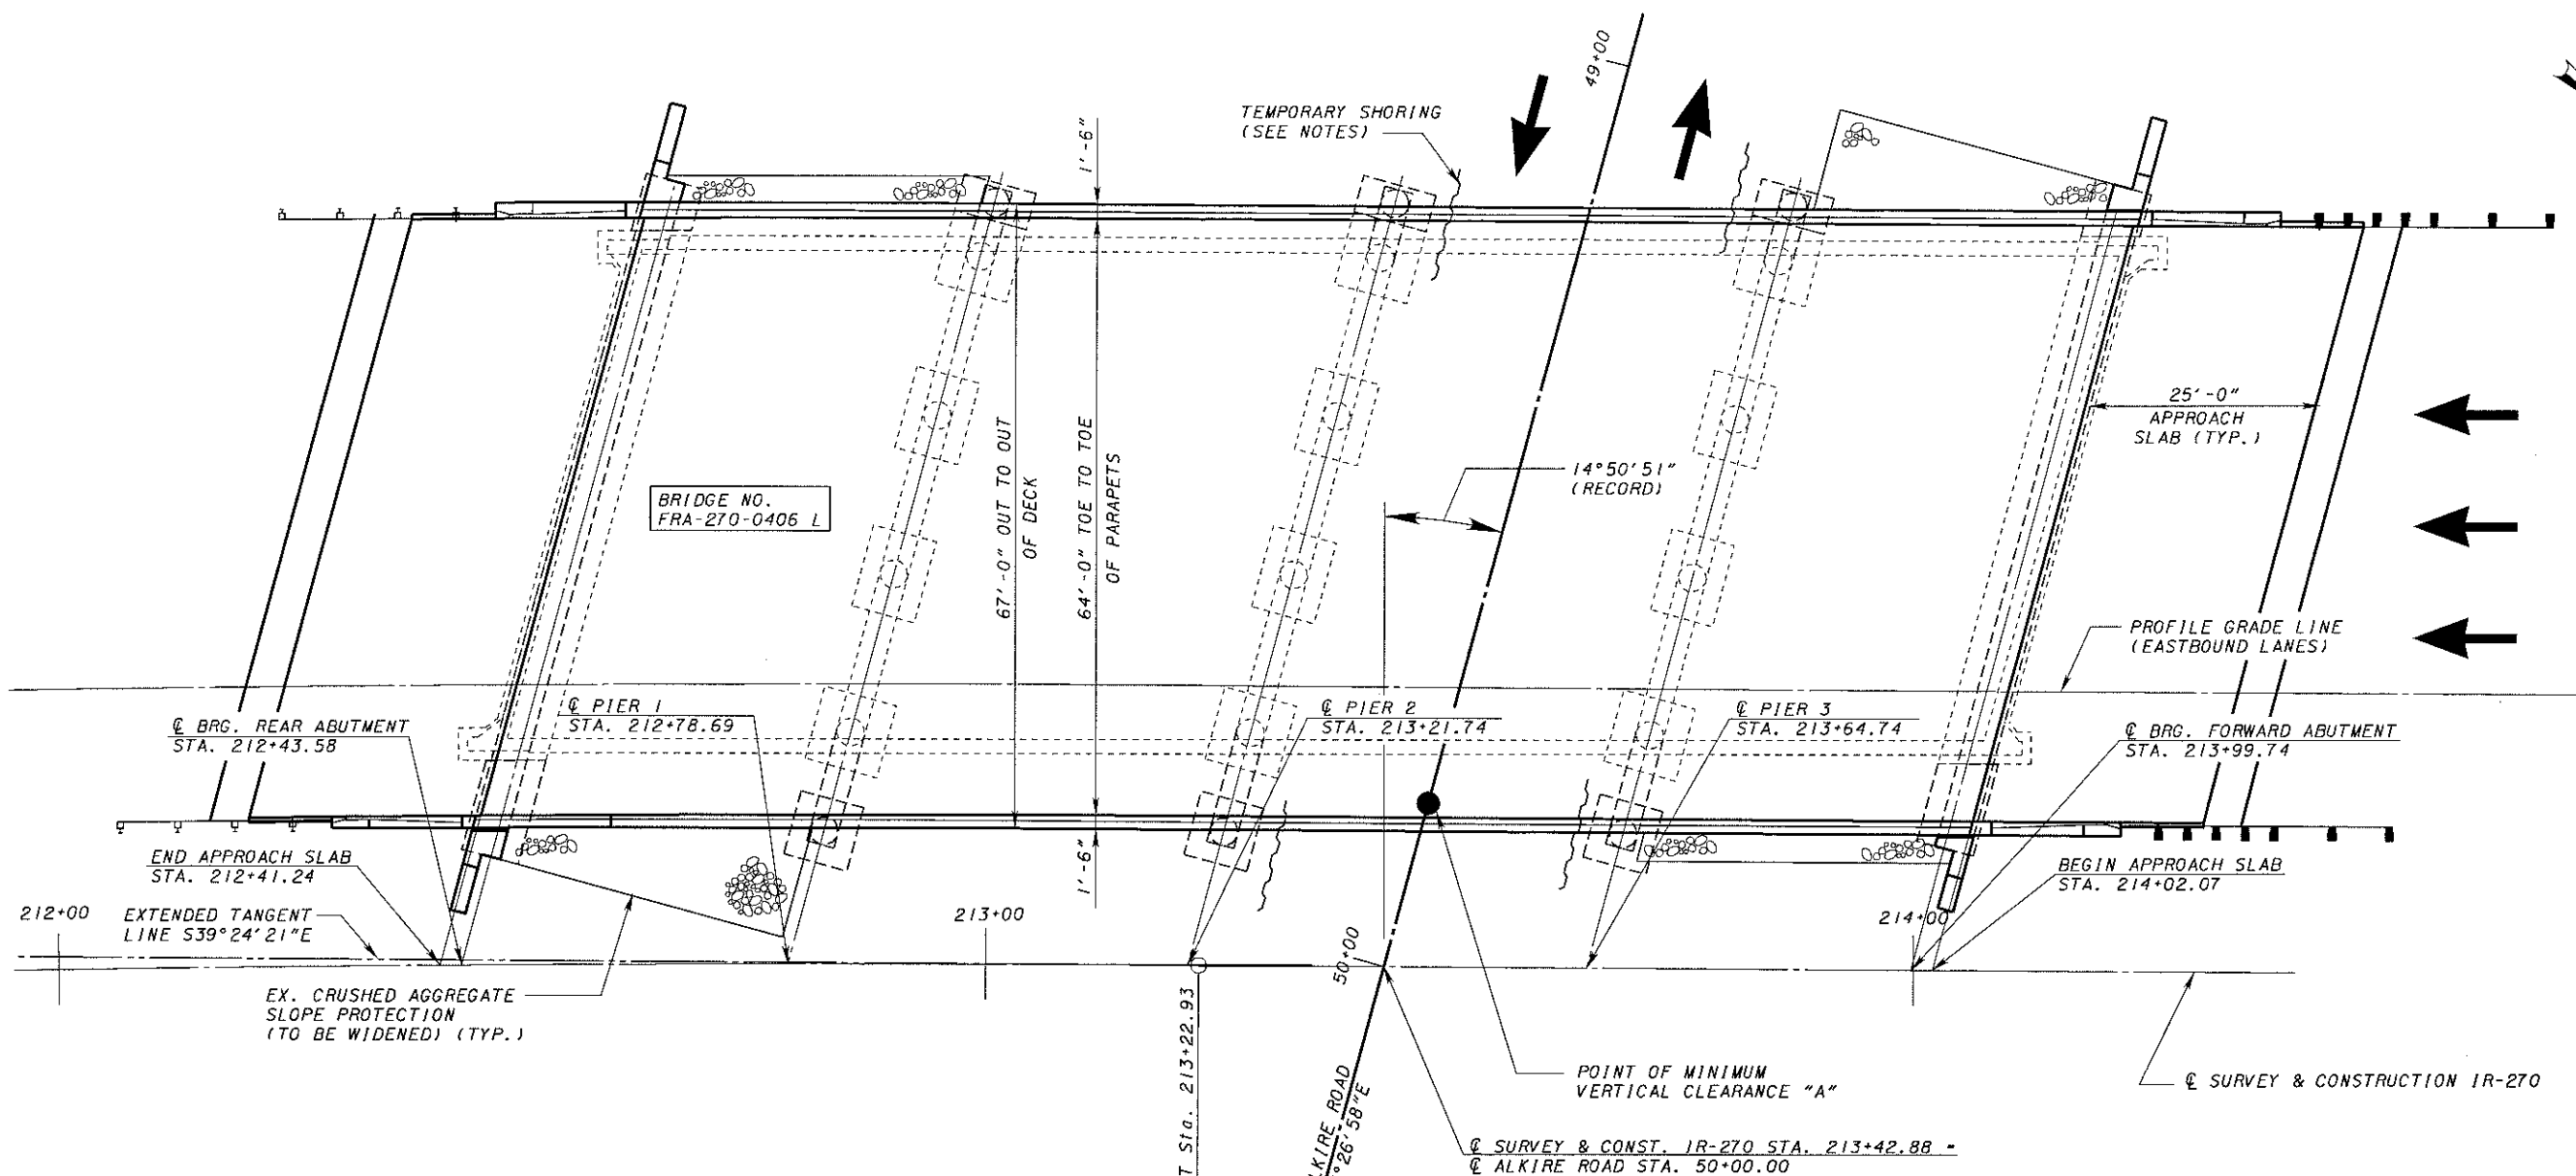 49+00
TEMPORARY SHORING
(SEE NOTES)
1'-6"
25'-0"
APPROACH
SLAB (TYP.)
14°50'51"
(RECORD)
BRIDGE NO.
FRA-270-0406 L
67'-0" OUT TO OUT
OF DECK
64'-0" TOE TO TOE
OF PARAPETS
PROFILE GRADE LINE
(EASTBOUND LANES)
℄ BRG. REAR ABUTMENT
STA. 212+43.58
℄ PIER 1
STA. 212+78.69
℄ PIER 2
STA. 213+21.74
℄ PIER 3
STA. 213+64.74
℄ BRG. FORWARD ABUTMENT
STA. 213+99.74
END APPROACH SLAB
STA. 212+41.24
1'-6"
BEGIN APPROACH SLAB
STA. 214+02.07
212+00
EXTENDED TANGENT
LINE S39°24'21"E
213+00
214+00
50+00
EX. CRUSHED AGGREGATE
SLOPE PROTECTION
(TO BE WIDENED) (TYP.)
T Sta. 213+22.93
LKIRE ROAD
°26'58"E
POINT OF MINIMUM
VERTICAL CLEARANCE "A"
℄ SURVEY & CONSTRUCTION IR-270
℄ SURVEY & CONST. IR-270 STA. 213+42.88 =
℄ ALKIRE ROAD STA. 50+00.00